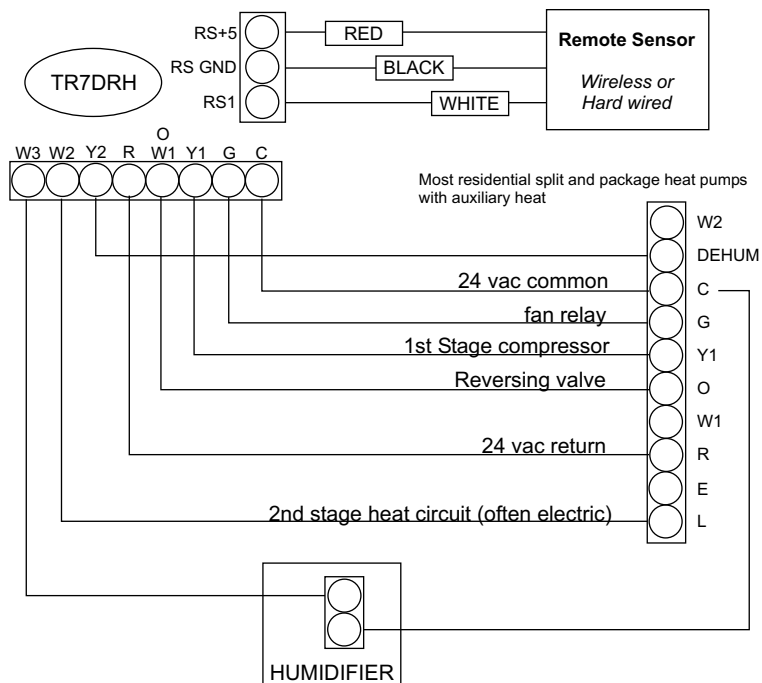 RS+5
RED
RS GND
BLACK
RS1
WHITE
Remote Sensor
Wireless or
Hard wired
TR7DRH
O
W3 W2 Y2 R W1 Y1 G C
Most residential split and package heat pumps
with auxiliary heat
W2
DEHUM
24 vac common
C
fan relay
G
1st Stage compressor
Y1
Reversing valve
O
W1
24 vac return
R
E
2nd stage heat circuit (often electric)
L
HUMIDIFIER